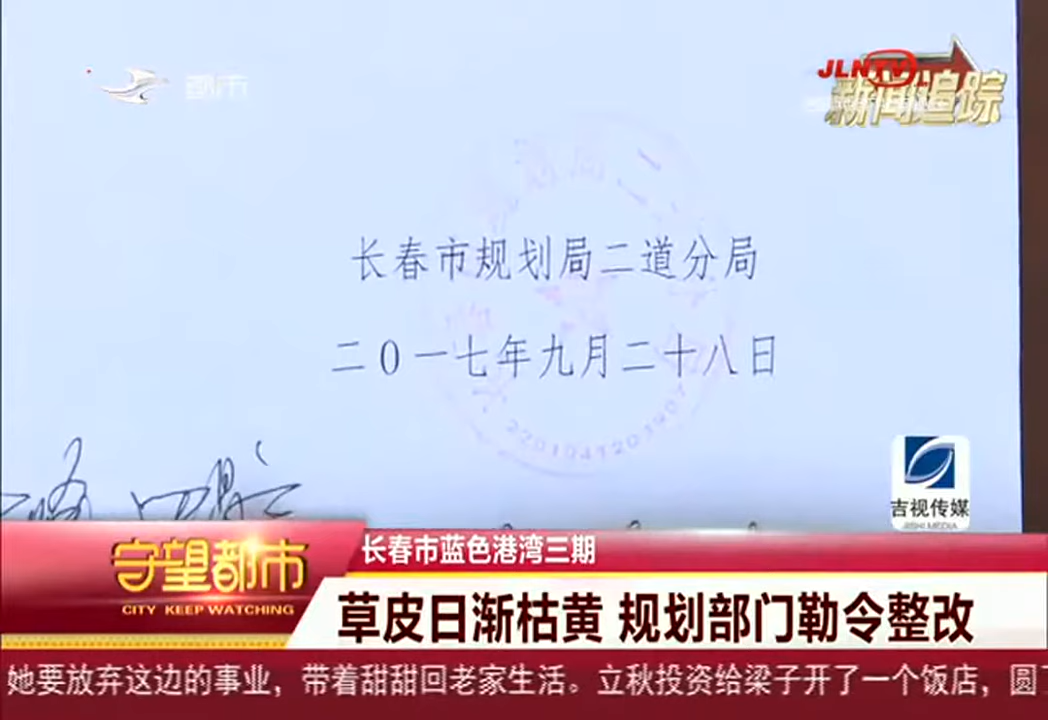 都市
JLNTV
新闻追踪
长春市规划局二道分局
二〇一七年九月二十八日
吉视传媒
JISHI MEDIA
守望都市
CITY KEEP WATCHING
长春市蓝色港湾三期
草皮日渐枯黄 规划部门勒令整改
她要放弃这边的事业，带着甜甜回老家生活。立秋投资给梁子开了一个饭店，圆了